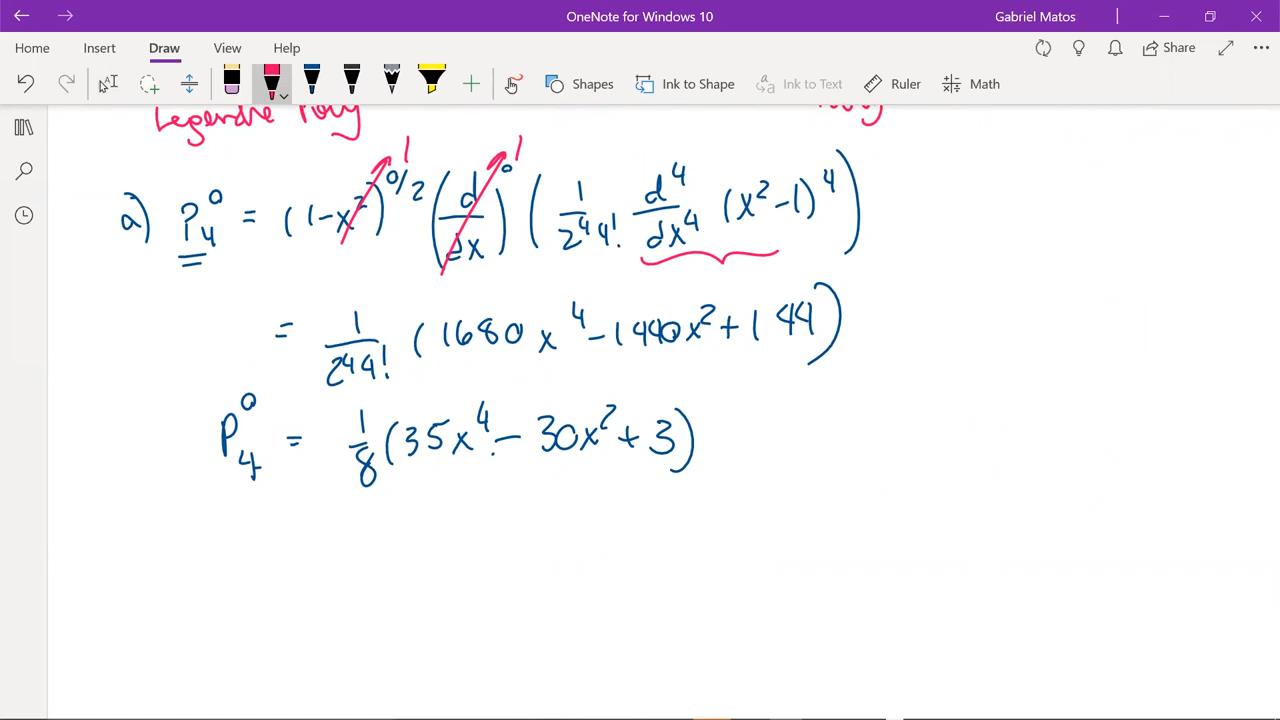 OneNote for Windows 10
Gabriel Matos
Home Insert Draw View Help Share
Shapes Ink to Shape Ink to Text Ruler Math
Legendre Poly
a) P₄⁰ = (1-x²)^0/2 (d/dx)^0 (1/2⁴4! d⁴/dx⁴ (x²-1)⁴)
1 1
= 1/2⁴4! (1680x⁴ - 1440x² + 144)
P₄⁰ = 1/8 (35x⁴ - 30x² + 3)